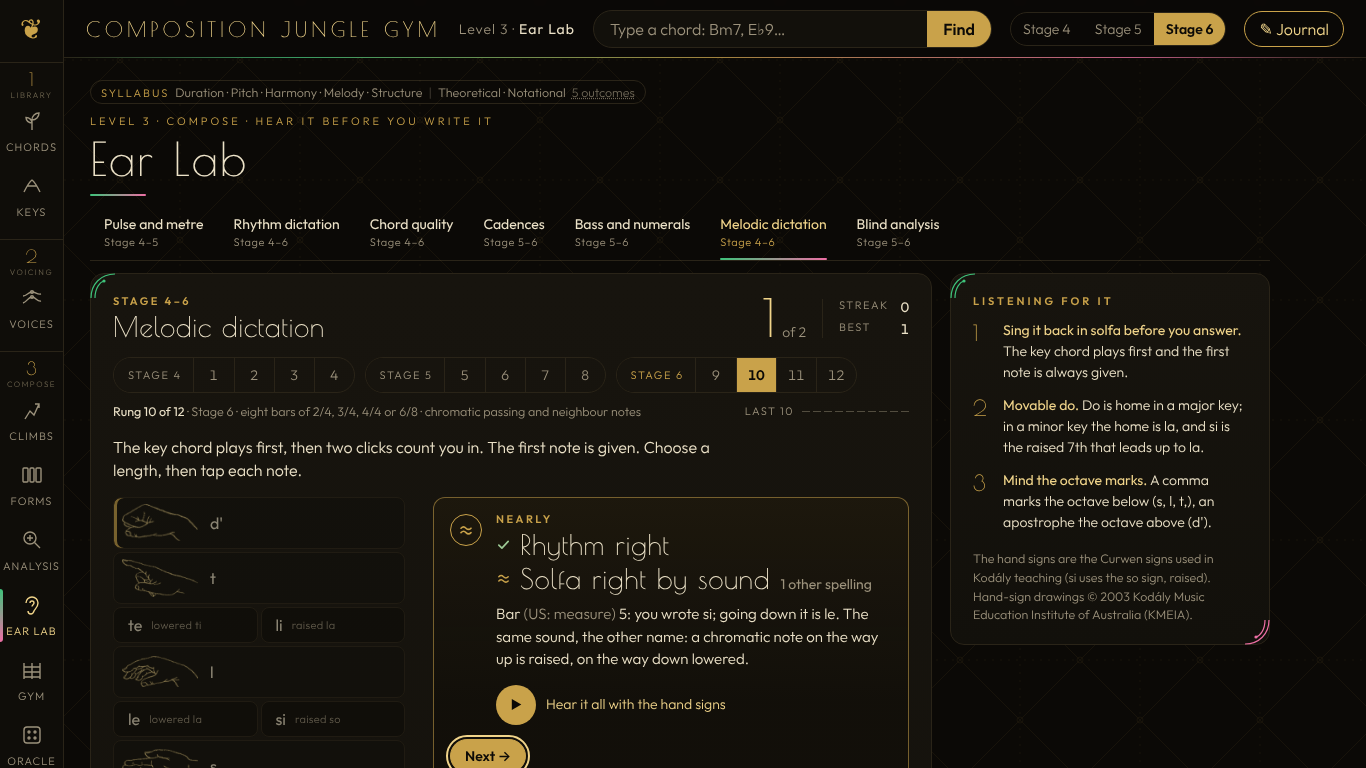 COMPOSITION JUNGLE GYM
Level 3 · Ear Lab
Type a chord: Bm7, E♭9...
Find
Stage 4
Stage 5
Stage 6
✎ Journal
1
LIBRARY
CHORDS
KEYS
2
VOICING
VOICES
3
COMPOSE
CLIMBS
FORMS
ANALYSIS
EAR LAB
GYM
ORACLE
SYLLABUS Duration · Pitch · Harmony · Melody · Structure | Theoretical · Notational 5 outcomes
LEVEL 3 · COMPOSE · HEAR IT BEFORE YOU WRITE IT
Ear Lab
Pulse and metre
Stage 4–5
Rhythm dictation
Stage 4–6
Chord quality
Stage 4–6
Cadences
Stage 5–6
Bass and numerals
Stage 5–6
Melodic dictation
Stage 4–6
Blind analysis
Stage 5–6
STAGE 4–6
Melodic dictation
1 of 2
STREAK 0
BEST 1
STAGE 4 1 2 3 4
STAGE 5 5 6 7 8
STAGE 6 9 10 11 12
Rung 10 of 12 · Stage 6 · eight bars of 2/4, 3/4, 4/4 or 6/8 · chromatic passing and neighbour notes
LAST 10
The key chord plays first, then two clicks count you in. The first note is given. Choose a
length, then tap each note.
d'
t
te lowered ti
li raised la
l
le lowered la
si raised so
s
NEARLY
Rhythm right
≈ Solfa right by sound 1 other spelling
Bar (US: measure) 5: you wrote si; going down it is le. The
same sound, the other name: a chromatic note on the way
up is raised, on the way down lowered.
Hear it all with the hand signs
Next →
LISTENING FOR IT
1
Sing it back in solfa before you answer.
The key chord plays first and the first
note is always given.
2
Movable do. Do is home in a major key;
in a minor key the home is la, and si is
the raised 7th that leads up to la.
3
Mind the octave marks. A comma
marks the octave below (s, l, t,), an
apostrophe the octave above (d').
The hand signs are the Curwen signs used in
Kodály teaching (si uses the so sign, raised).
Hand-sign drawings © 2003 Kodály Music
Education Institute of Australia (KMEIA).